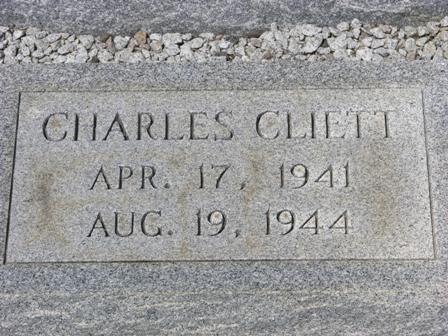 CHARLES CLIETT
APR. 17, 1941
AUG. 19, 1944